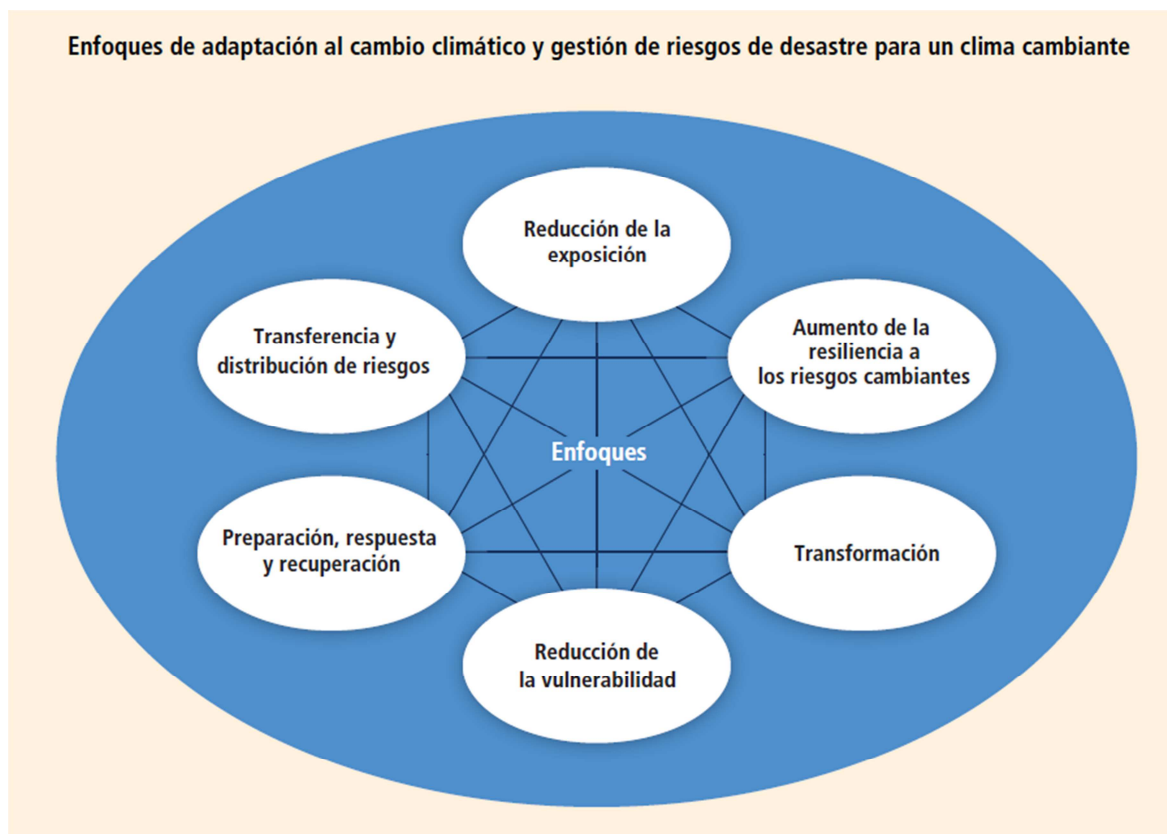 Enfoques de adaptación al cambio climático y gestión de riesgos de desastre para un clima cambiante
Reducción de la
exposición
Transferencia y
distribución de riesgos
Aumento de la
resiliencia a
los riesgos cambiantes
Enfoques
Preparación, respuesta
y recuperación
Transformación
Reducción de
la vulnerabilidad